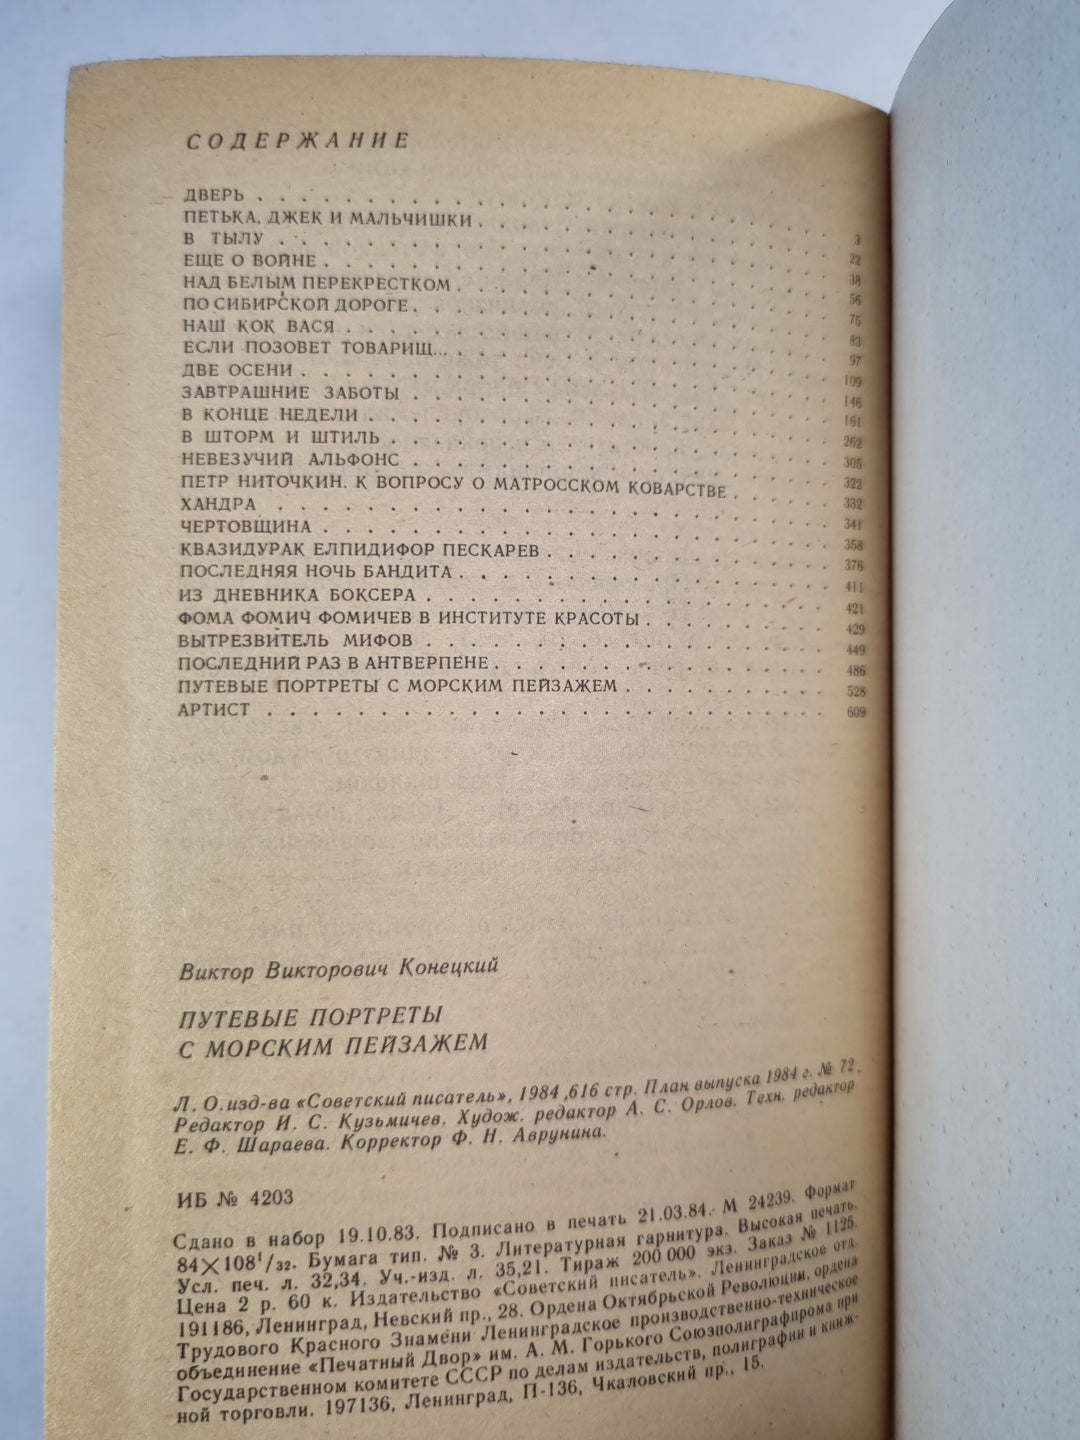 СОДЕРЖАНИЕ
ДВЕРЬ . . . 3
ПЕТЬКА, ДЖЕК И МАЛЬЧИШКИ . . . 22
В ТЫЛУ . . . 38
ЕЩЕ О ВОЙНЕ . . . 56
НАД БЕЛЫМ ПЕРЕКРЕСТКОМ . . . 75
ПО СИБИРСКОЙ ДОРОГЕ . . . 83
НАШ КОК ВАСЯ . . . 97
ЕСЛИ ПОЗОВЕТ ТОВАРИЩ... . . . 109
ДВЕ ОСЕНИ . . . 146
ЗАВТРАШНИЕ ЗАБОТЫ . . . 161
В КОНЦЕ НЕДЕЛИ . . . 262
В ШТОРМ И ШТИЛЬ . . . 305
НЕВЕЗУЧИЙ АЛЬФОНС . . . 322
ПЕТР НИТОЧКИН. К ВОПРОСУ О МАТРОССКОМ КОВАРСТВЕ . . . 332
ХАНДРА . . . 341
ЧЕРТОВЩИНА . . . 358
КВАЗИДУРАК ЕЛПИДИФОР ПЕСКАРЕВ . . . 376
ПОСЛЕДНЯЯ НОЧЬ БАНДИТА . . . 411
ИЗ ДНЕВНИКА БОКСЕРА . . . 421
ФОМА ФОМИЧ ФОМИЧЕВ В ИНСТИТУТЕ КРАСОТЫ . . . 429
ВЫТРЕЗВИТЕЛЬ МИФОВ . . . 449
ПОСЛЕДНИЙ РАЗ В АНТВЕРПЕНЕ . . . 486
ПУТЕВЫЕ ПОРТРЕТЫ С МОРСКИМ ПЕЙЗАЖЕМ . . . 528
АРТИСТ . . . 609
Виктор Викторович Конецкий
ПУТЕВЫЕ ПОРТРЕТЫ
С МОРСКИМ ПЕЙЗАЖЕМ
Л. О.изд-ва «Советский писатель», 1984 ,616 стр. План выпуска 1984 г. № 72.
Редактор И. С. Кузьмичев. Худож. редактор А. С. Орлов. Техн. редактор
Е. Ф. Шараева. Корректор Ф. Н. Аврунина.
ИБ № 4203
Сдано в набор 19.10.83. Подписано в печать 21.03.84. М 24239. Формат
84×108¹/₃₂. Бумага тип. № 3. Литературная гарнитура. Высокая печать.
Усл. печ. л. 32,34. Уч.-изд. л. 35,21. Тираж 200 000 экз. Заказ № 1125.
Цена 2 р. 60 к. Издательство «Советский писатель». Ленинградское отд.
191186, Ленинград, Невский пр., 28. Ордена Октябрьской Революции, ордена
Трудового Красного Знамени Ленинградское производственно-техническое
объединение «Печатный Двор» им. А. М. Горького Союзполиграфпрома при
Государственном комитете СССР по делам издательств, полиграфии и книж-
ной торговли. 197136, Ленинград, П-136, Чкаловский пр., 15.